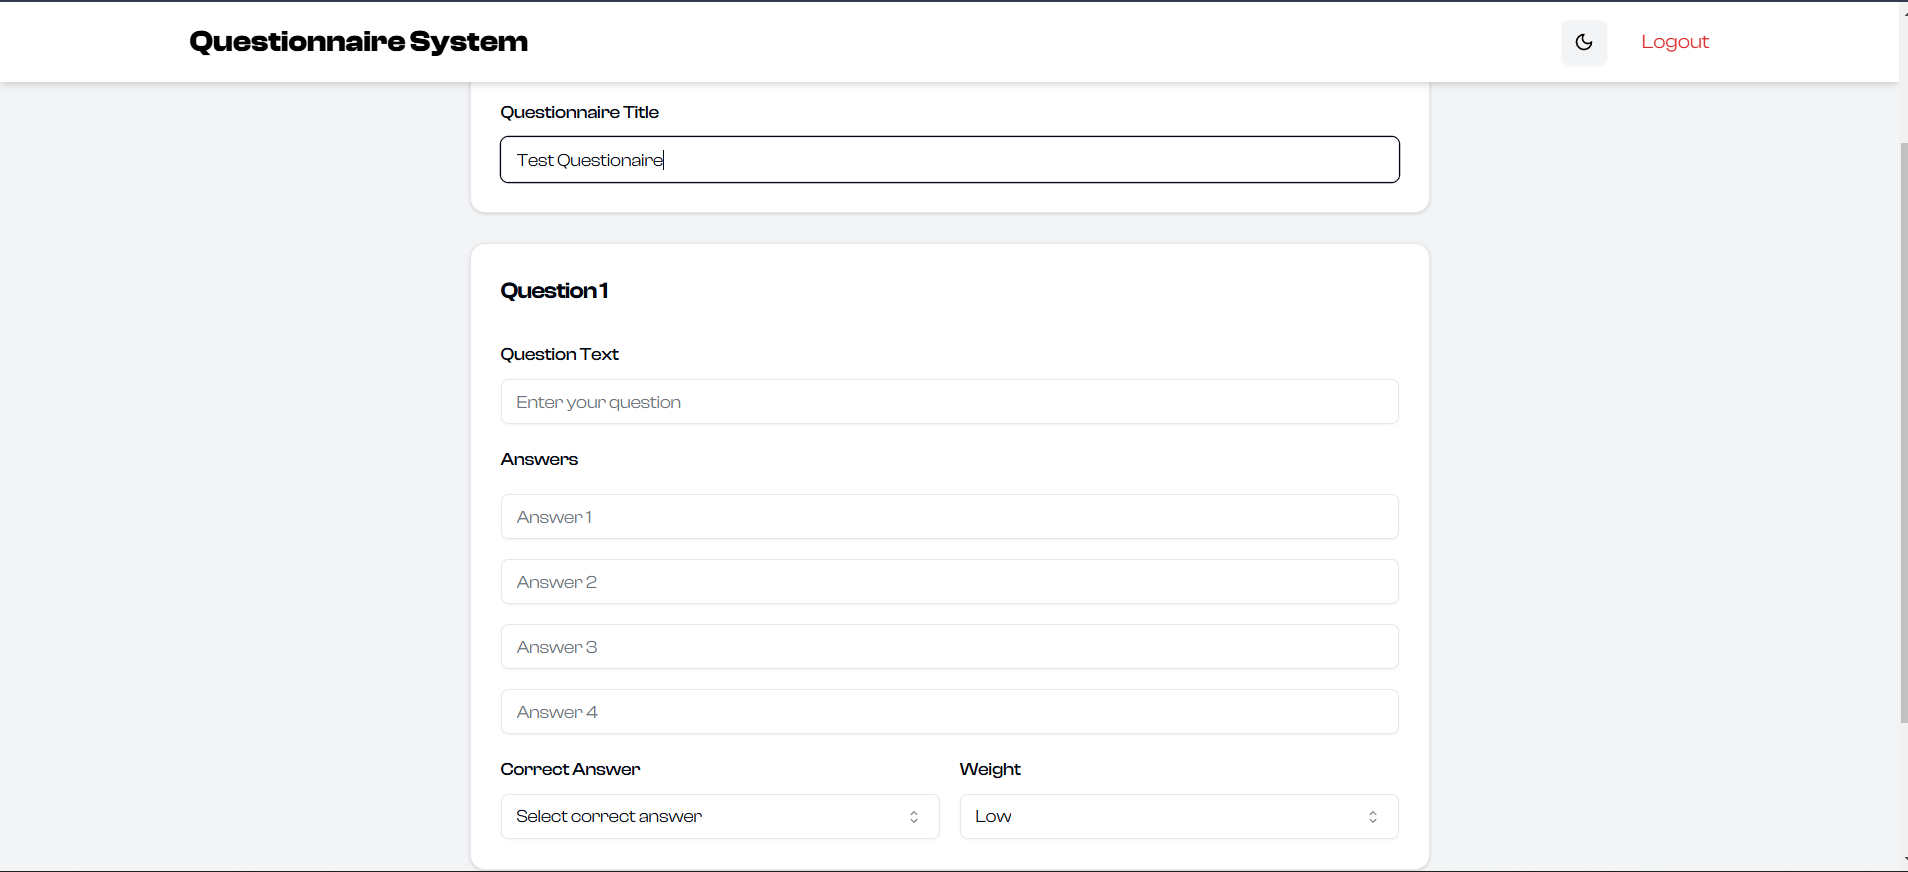 Questionnaire System
Logout
Questionnaire Title
Test Questionaire
Question 1
Question Text
Enter your question
Answers
Answer 1
Answer 2
Answer 3
Answer 4
Correct Answer
Weight
Select correct answer
Low